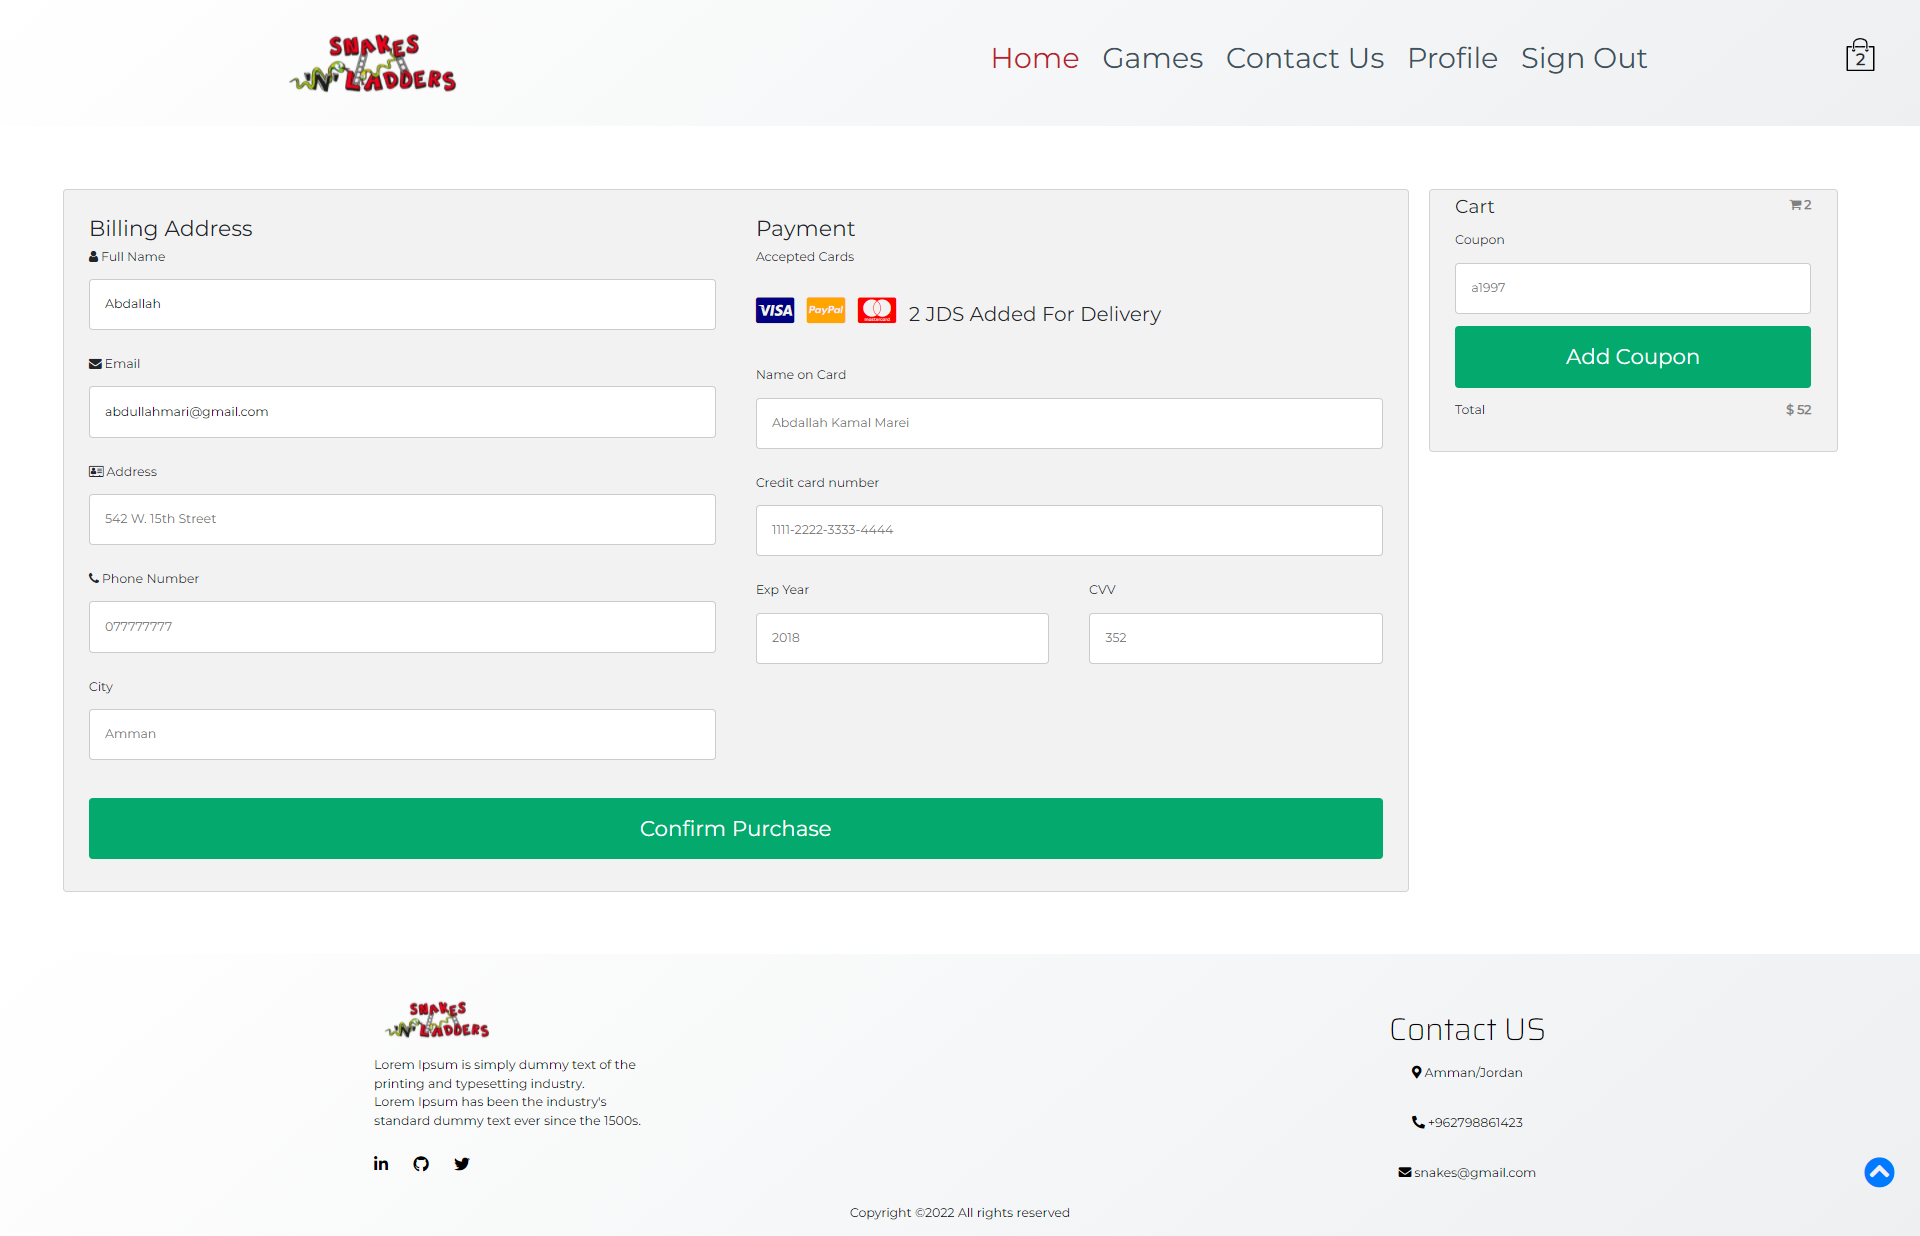 SNAKES
N LADDERS
Home Games Contact Us Profile Sign Out
2
Billing Address
Full Name
Abdallah
Email
abdullahmari@gmail.com
Address
542 W. 15th Street
Phone Number
077777777
City
Amman
Payment
Accepted Cards
VISA PayPal mastercard 2 JDS Added For Delivery
Name on Card
Abdallah Kamal Marei
Credit card number
1111-2222-3333-4444
Exp Year
2018
CVV
352
Confirm Purchase
Cart 2
Coupon
a1997
Add Coupon
Total $ 52
SNAKES
N LADDERS
Lorem Ipsum is simply dummy text of the
printing and typesetting industry.
Lorem Ipsum has been the industry's
standard dummy text ever since the 1500s.
in
Contact US
Amman/Jordan
+962798861423
snakes@gmail.com
Copyright ©2022 All rights reserved